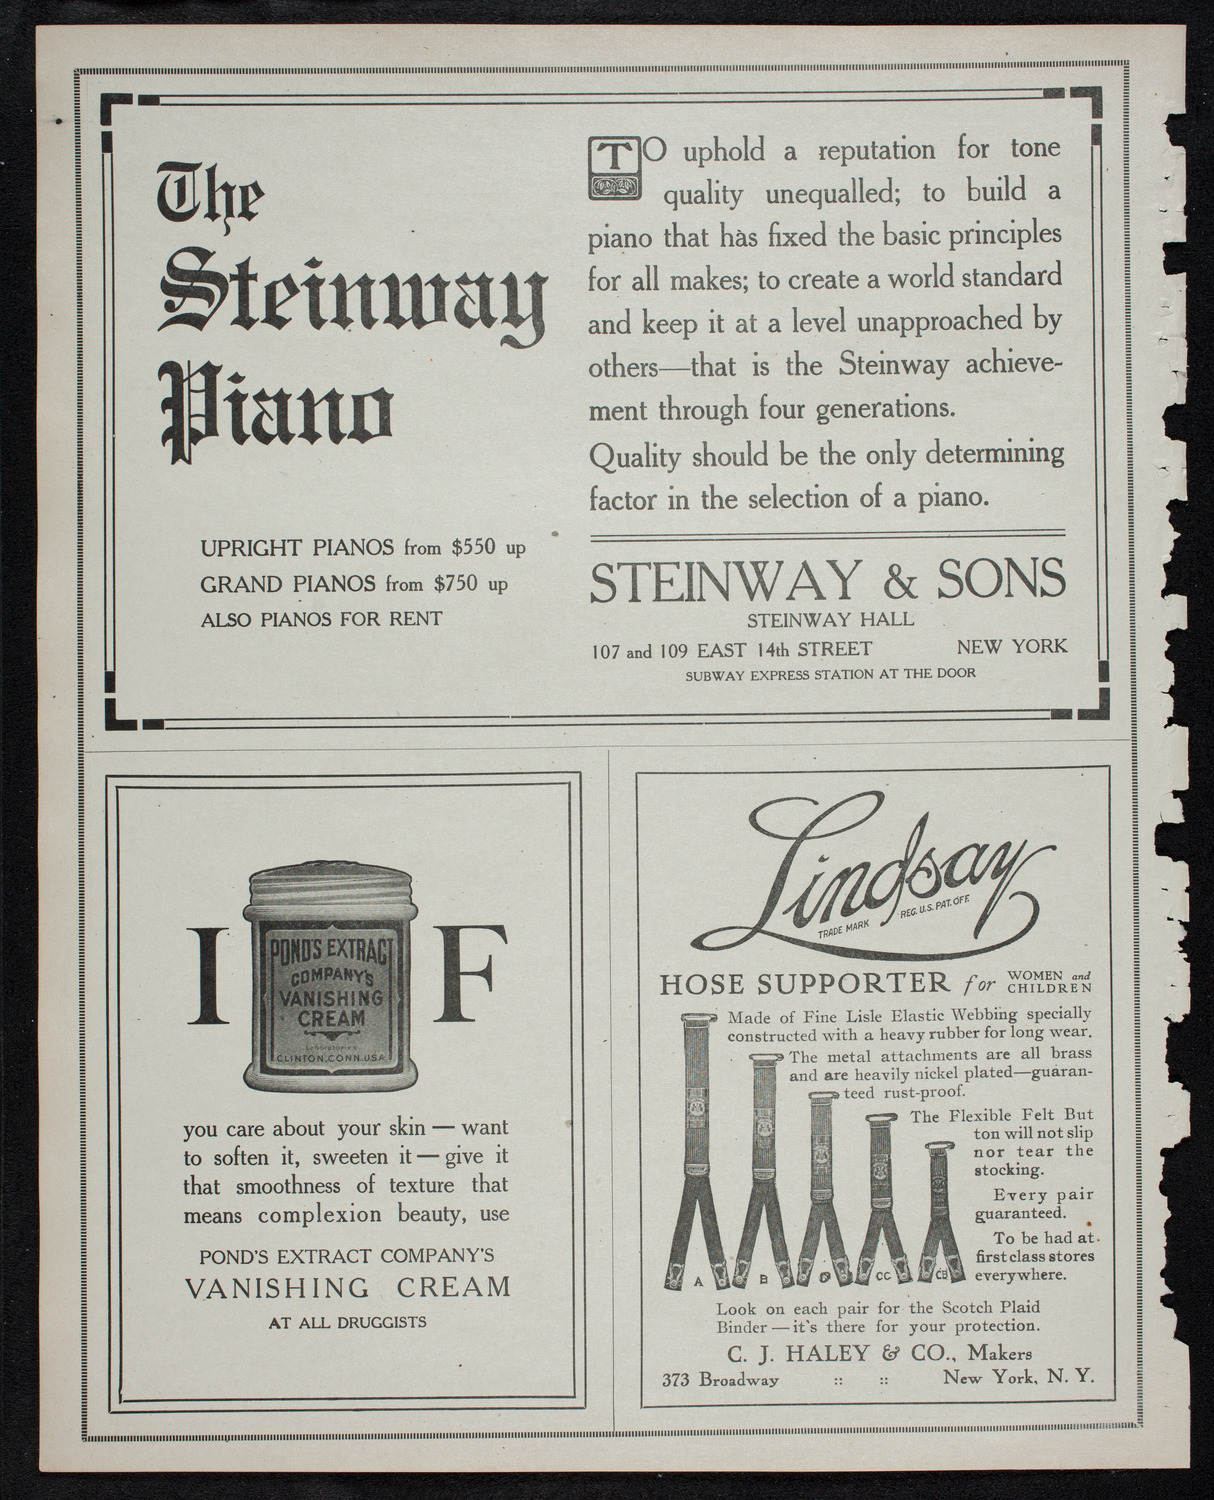 The
Steinway
Piano
UPRIGHT PIANOS from $550 up
GRAND PIANOS from $750 up
ALSO PIANOS FOR RENT
TO uphold a reputation for tone
quality unequalled; to build a
piano that has fixed the basic principles
for all makes; to create a world standard
and keep it at a level unapproached by
others—that is the Steinway achieve-
ment through four generations.
Quality should be the only determining
factor in the selection of a piano.
STEINWAY & SONS
STEINWAY HALL
107 and 109 EAST 14th STREET NEW YORK
SUBWAY EXPRESS STATION AT THE DOOR
IF
POND'S EXTRACT
COMPANY'S
VANISHING
CREAM
Laboratories
CLINTON, CONN. U.S.A.
you care about your skin — want
to soften it, sweeten it — give it
that smoothness of texture that
means complexion beauty, use
POND'S EXTRACT COMPANY'S
VANISHING CREAM
AT ALL DRUGGISTS
Lindsay
TRADE MARK REG. U.S. PAT. OFF.
HOSE SUPPORTER for WOMEN and CHILDREN
Made of Fine Lisle Elastic Webbing specially
constructed with a heavy rubber for long wear.
The metal attachments are all brass
and are heavily nickel plated—guaran-
teed rust-proof.
The Flexible Felt But
ton will not slip
nor tear the
stocking.
Every pair
guaranteed.
To be had at
first class stores
everywhere.
A B D CC CB
Look on each pair for the Scotch Plaid
Binder — it's there for your protection.
C. J. HALEY & CO., Makers
373 Broadway :: :: New York, N. Y.